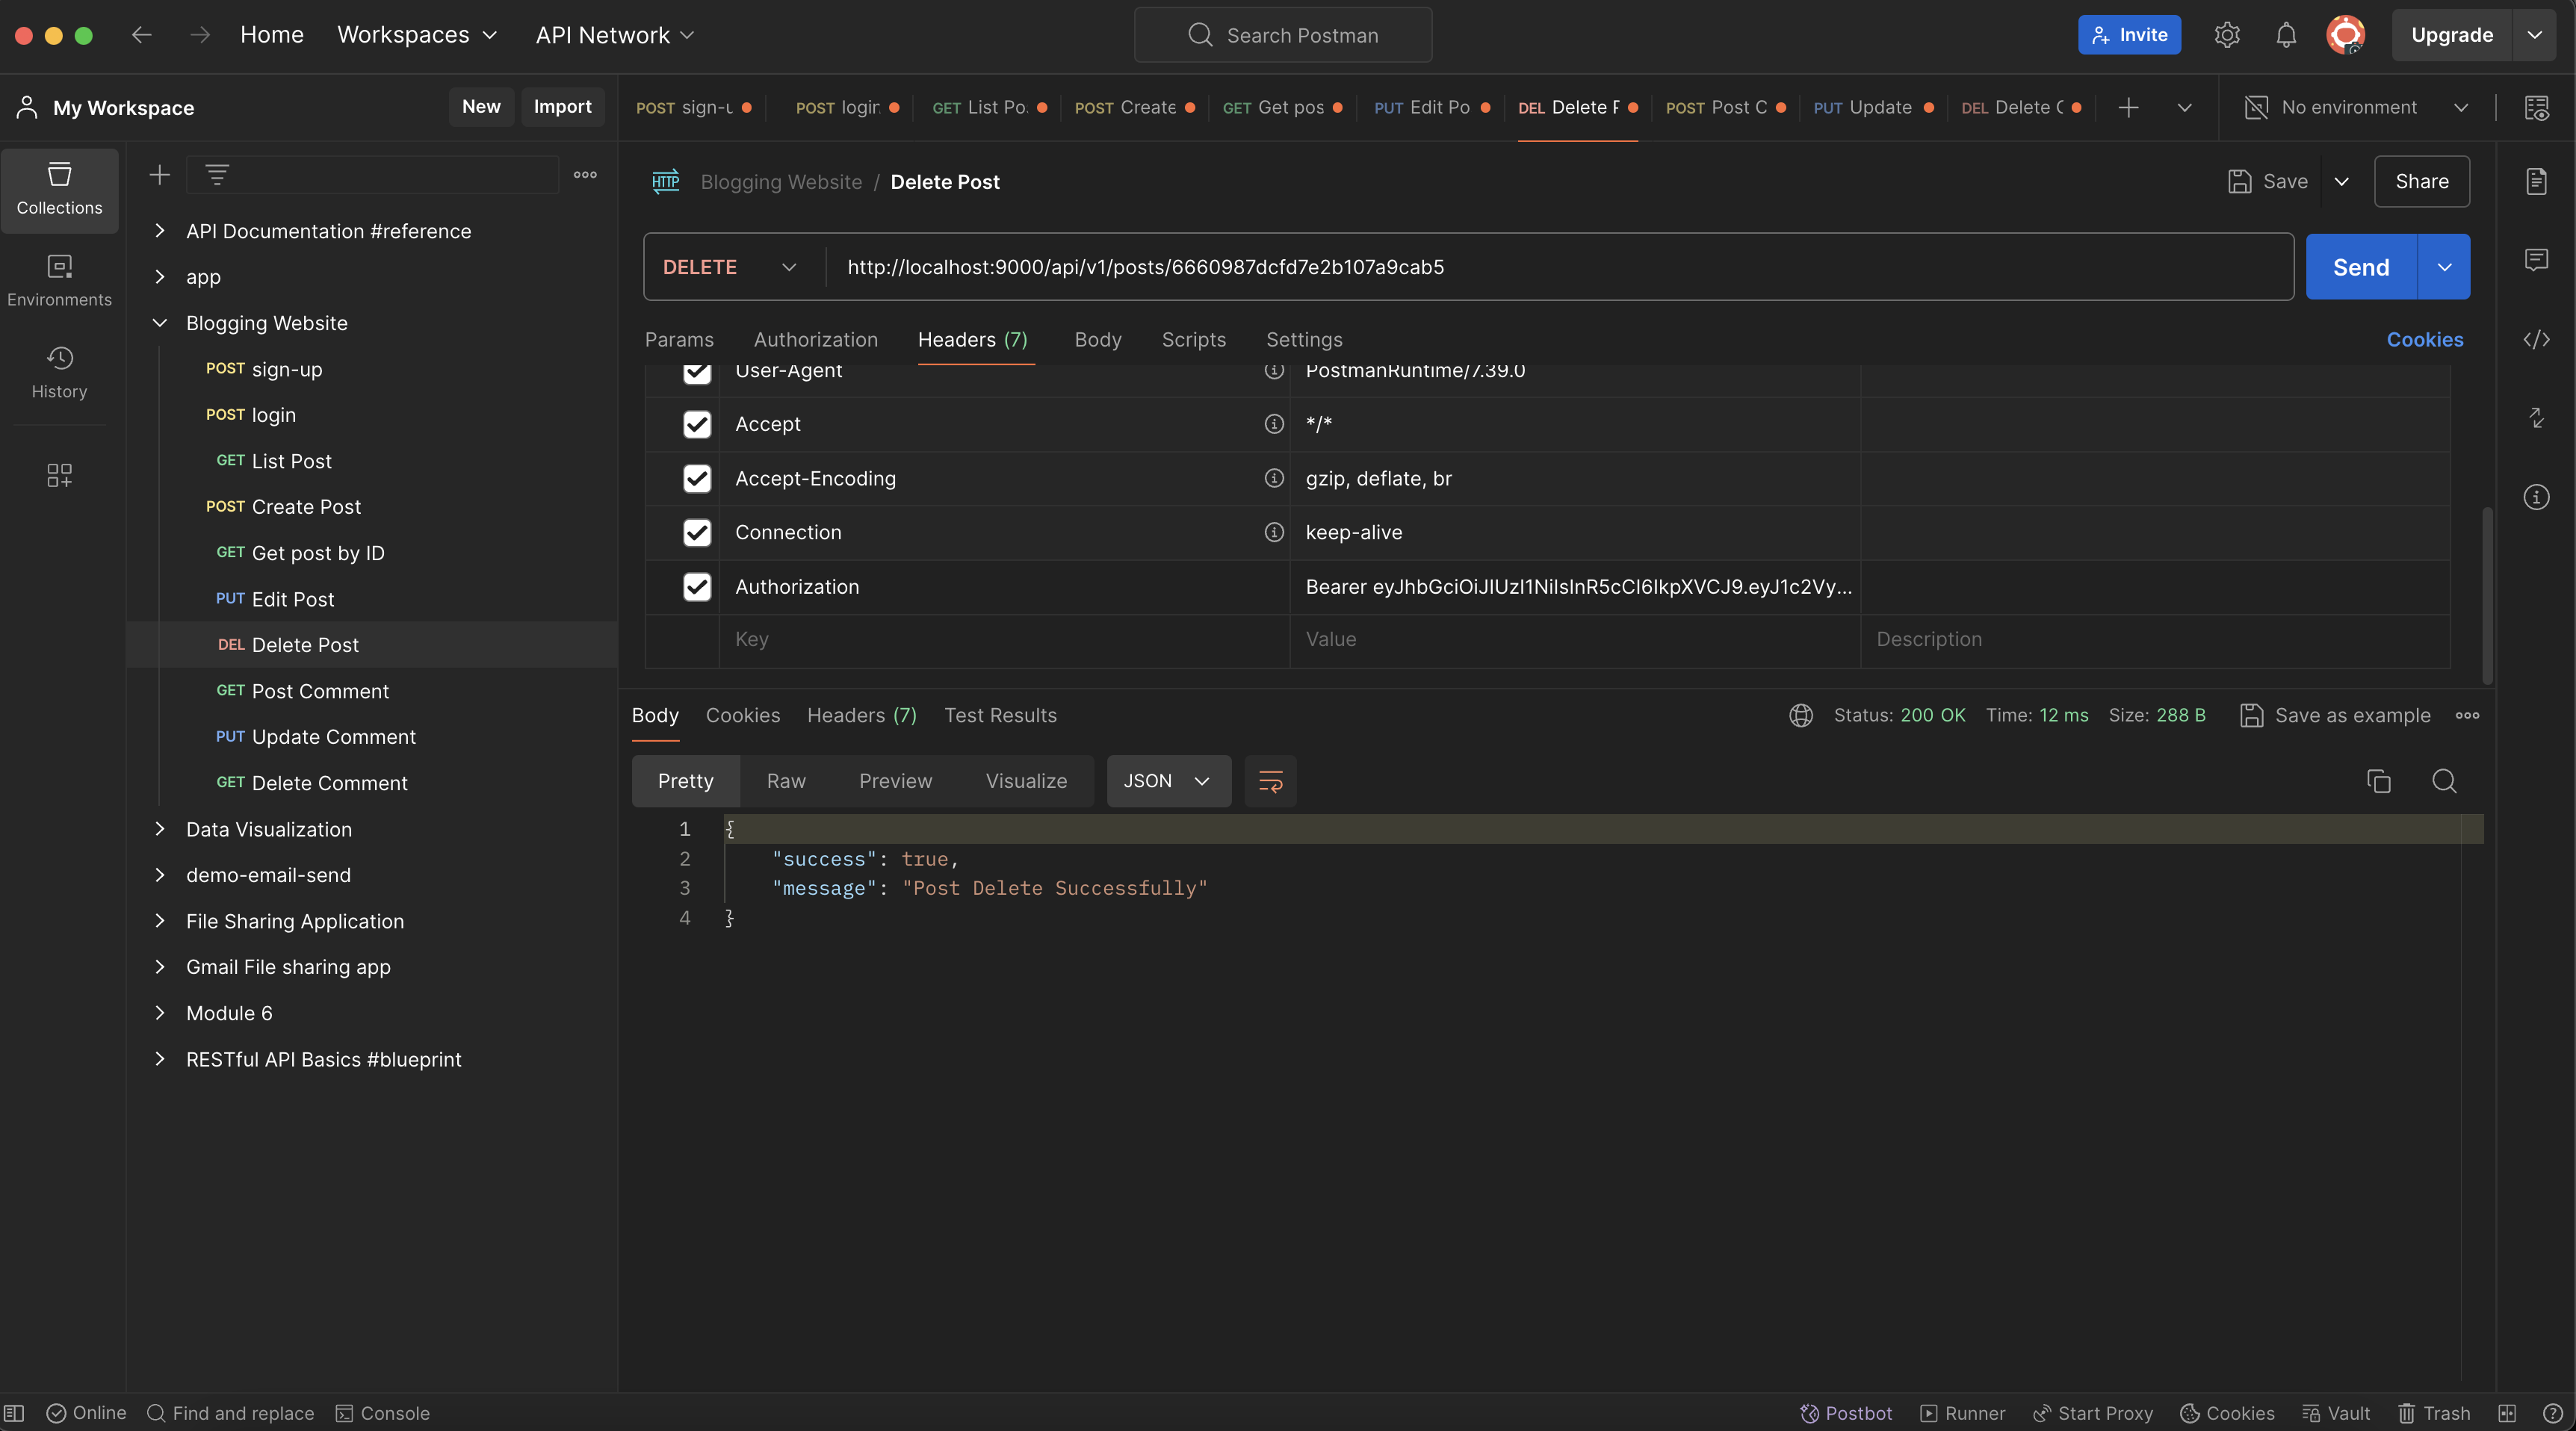 Home Workspaces API Network Search Postman Invite Upgrade
My Workspace New Import
POST sign-u POST login GET List Po POST Create GET Get pos PUT Edit Po DEL Delete P POST Post C PUT Update DEL Delete C No environment
Collections
Environments
History
API Documentation #reference
app
Blogging Website
POST sign-up
POST login
GET List Post
POST Create Post
GET Get post by ID
PUT Edit Post
DEL Delete Post
GET Post Comment
PUT Update Comment
GET Delete Comment
Data Visualization
demo-email-send
File Sharing Application
Gmail File sharing app
Module 6
RESTful API Basics #blueprint
HTTP Blogging Website / Delete Post Save Share
DELETE http://localhost:9000/api/v1/posts/6660987dcfd7e2b107a9cab5 Send
Params Authorization Headers (7) Body Scripts Settings Cookies
User-Agent PostmanRuntime/7.39.0
Accept */*
Accept-Encoding gzip, deflate, br
Connection keep-alive
Authorization Bearer eyJhbGciOiJIUzI1NiIsInR5cCI6IkpXVCJ9.eyJ1c2Vy...
Key Value Description
Body Cookies Headers (7) Test Results Status: 200 OK Time: 12 ms Size: 288 B Save as example
Pretty Raw Preview Visualize JSON
1 {
2 "success": true,
3 "message": "Post Delete Successfully"
4 }
Online Find and replace Console Postbot Runner Start Proxy Cookies Vault Trash